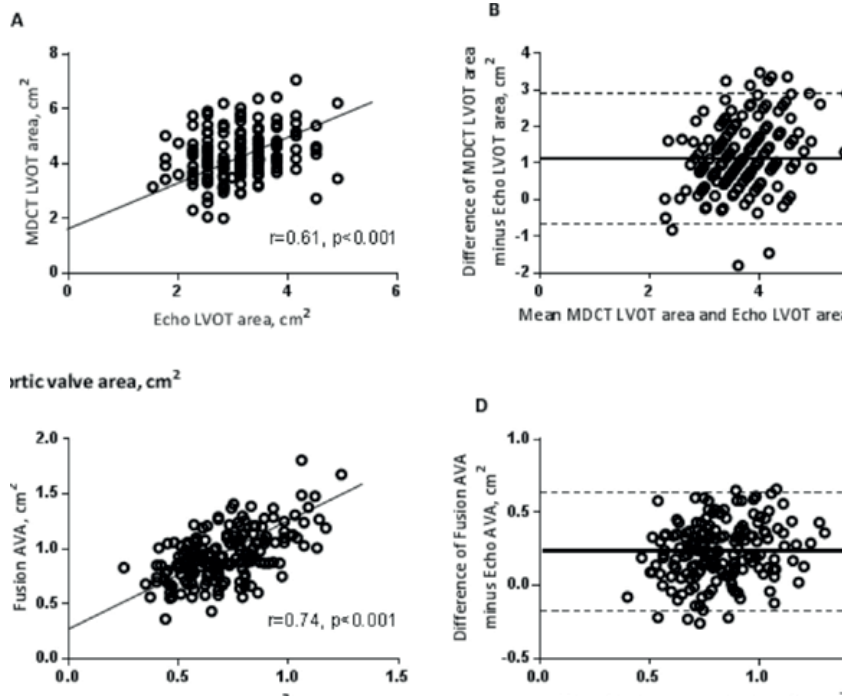 A
MDCT LVOT area, cm²
8
6
4
2
0
r=0.61, p<0.001
0 2 4 6
Echo LVOT area, cm²
B
Difference of MDCT LVOT area
minus Echo LVOT area, cm²
4
3
2
1
0
-1
-2
0 2 4
Mean MDCT LVOT area and Echo LVOT area
ortic valve area, cm²
Fusion AVA, cm²
2.0
1.5
1.0
0.5
0.0
r=0.74, p<0.001
0.0 0.5 1.0 1.5
D
Difference of Fusion AVA
minus Echo AVA, cm²
1.0
0.5
0.0
-0.5
0.0 0.5 1.0